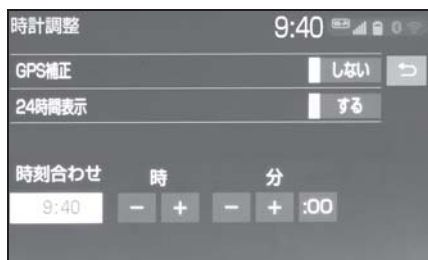 時計調整 9:40
GPS補正 しない
24時間表示 する
時刻合わせ 時 分
9:40 − + − + :00